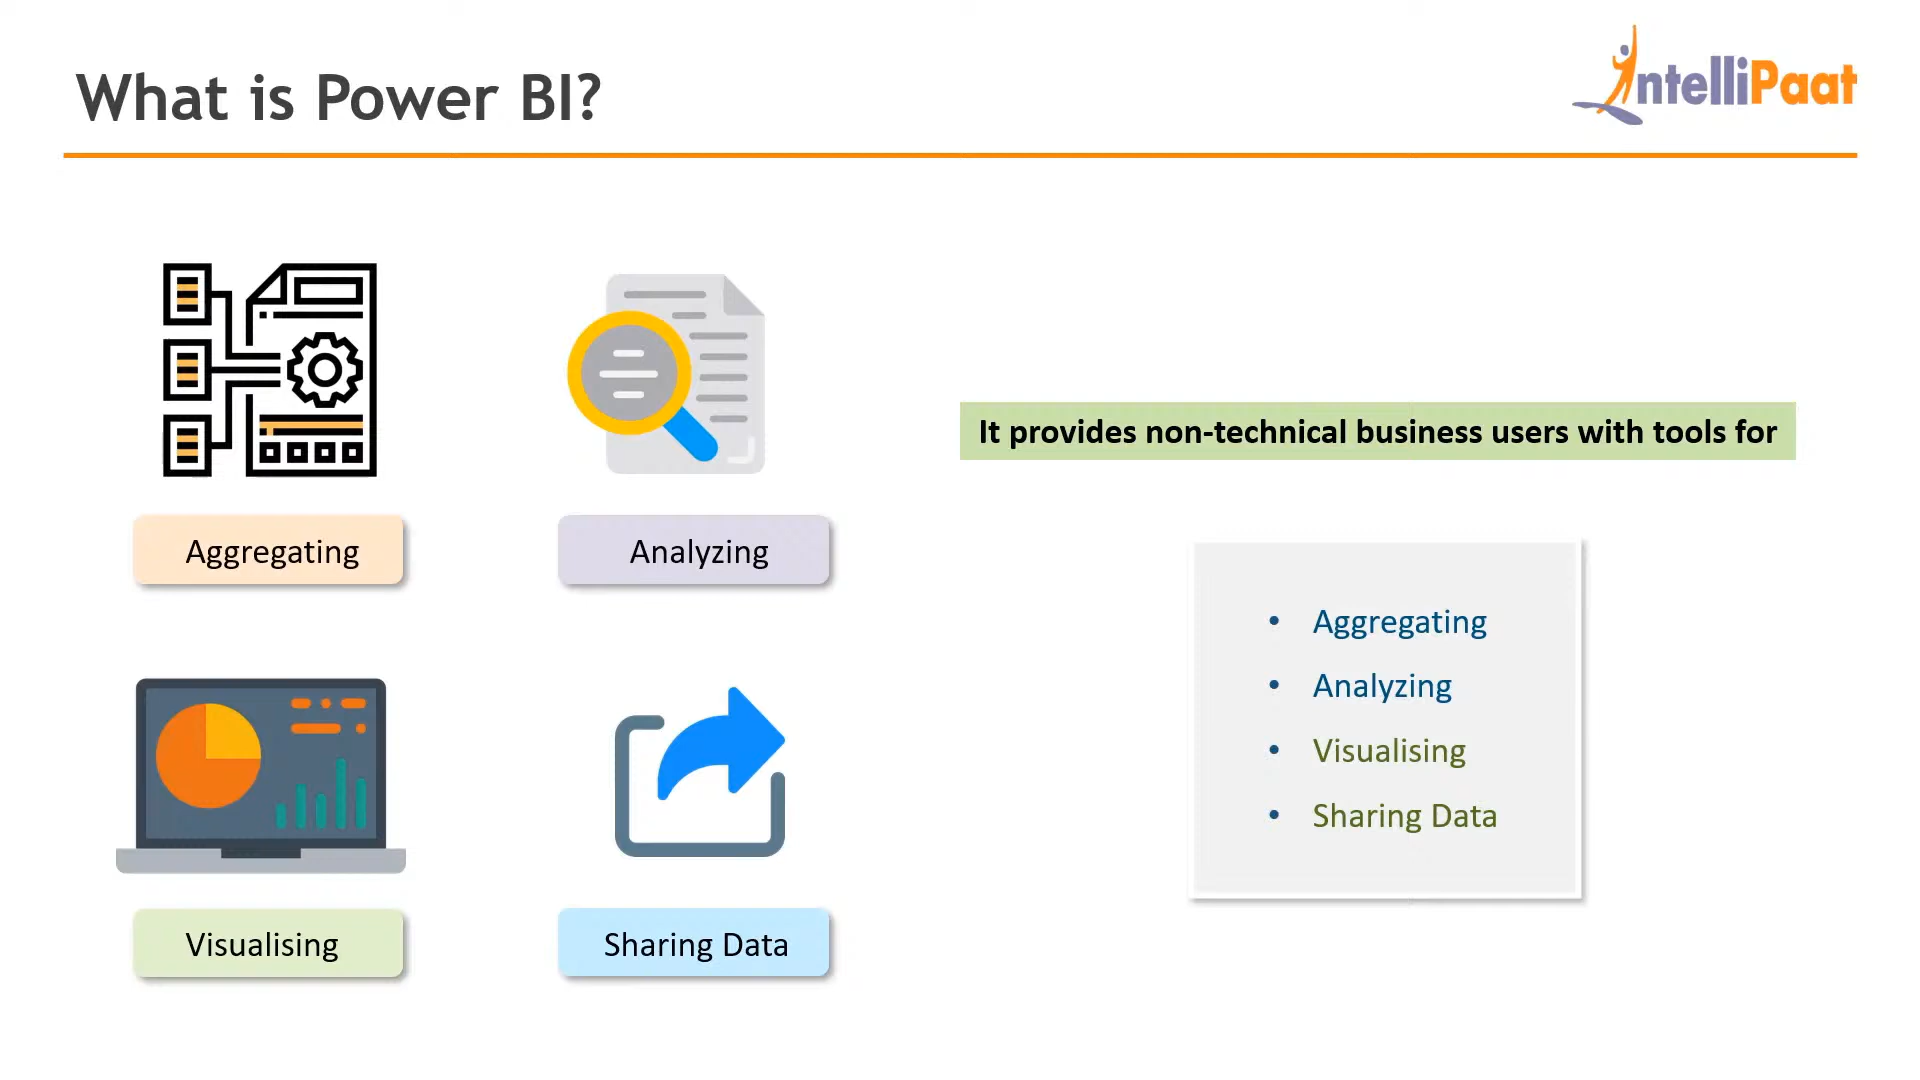 What is Power BI?
IntelliPaat
Aggregating
Analyzing
Visualising
Sharing Data
It provides non-technical business users with tools for
• Aggregating
• Analyzing
• Visualising
• Sharing Data